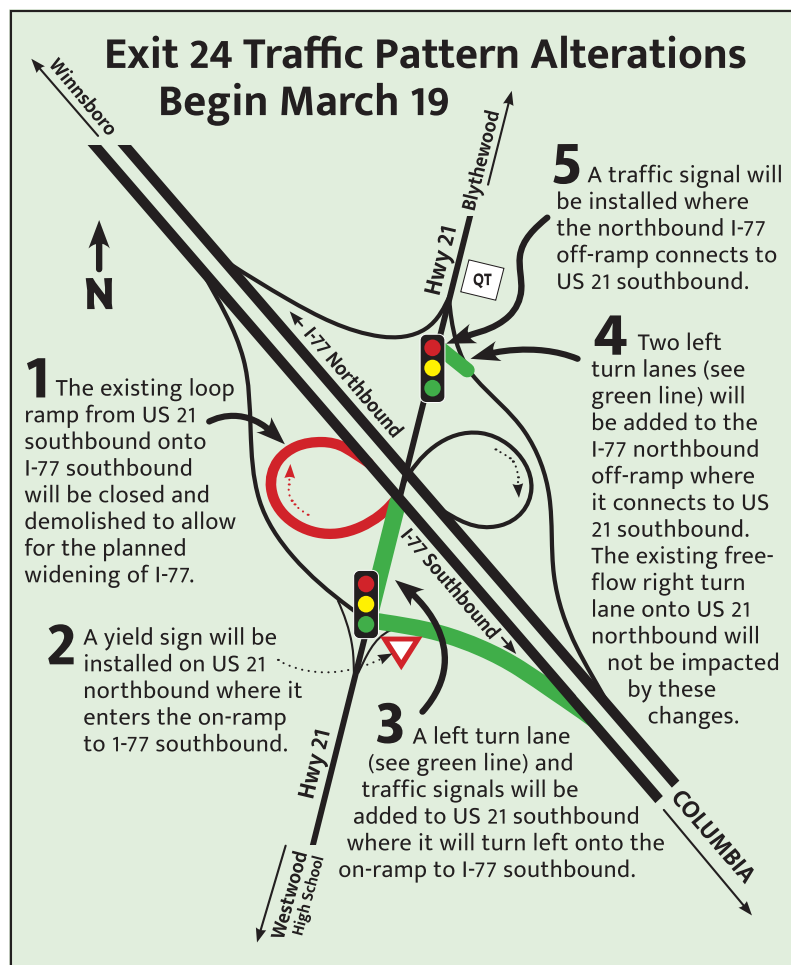 Exit 24 Traffic Pattern Alterations
Begin March 19
Winnsboro
Blythewood
Hwy 21
QT
N
I-77 Northbound
5 A traffic signal will
be installed where
the northbound I-77
off-ramp connects to
US 21 southbound.
4 Two left
turn lanes (see
green line) will
be added to the
I-77 northbound
off-ramp where
it connects to US
21 southbound.
The existing free-
flow right turn
lane onto US 21
northbound will
not be impacted
by these
changes.
1 The existing loop
ramp from US 21
southbound onto
I-77 southbound
will be closed and
demolished to allow
for the planned
widening of I-77.
I-77 Southbound
2 A yield sign will be
installed on US 21
northbound where it
enters the on-ramp
to 1-77 southbound.
3 A left turn lane
(see green line) and
traffic signals will be
added to US 21 southbound
where it will turn left onto the
on-ramp to I-77 southbound.
Hwy 21
Westwood
High School
COLUMBIA